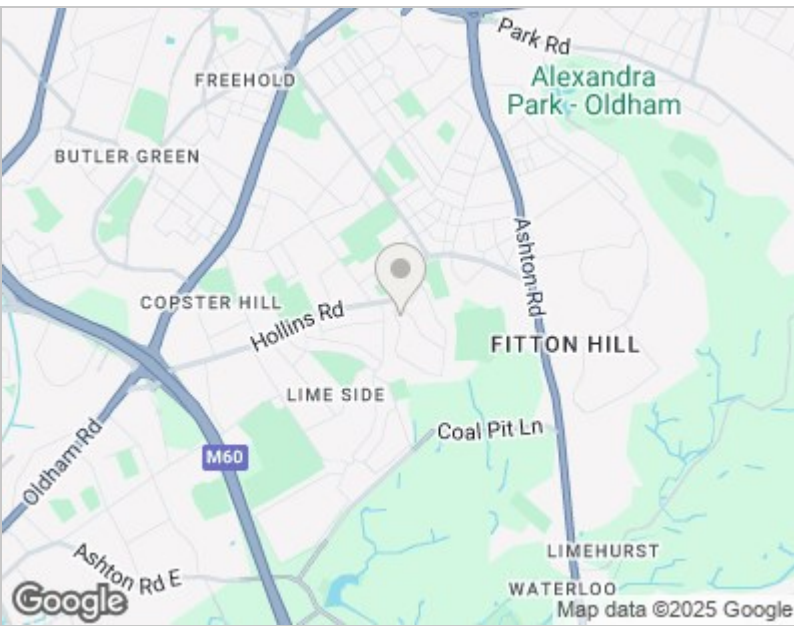 Park Rd
FREEHOLD
Alexandra
Park - Oldham
BUTLER GREEN
Ashton Rd
COPSTER HILL
Hollins Rd
FITTON HILL
LIME SIDE
Coal Pit Ln
Oldham Rd
M60
Ashton Rd E
LIMEHURST
WATERLOO
Google
Map data ©2025 Google